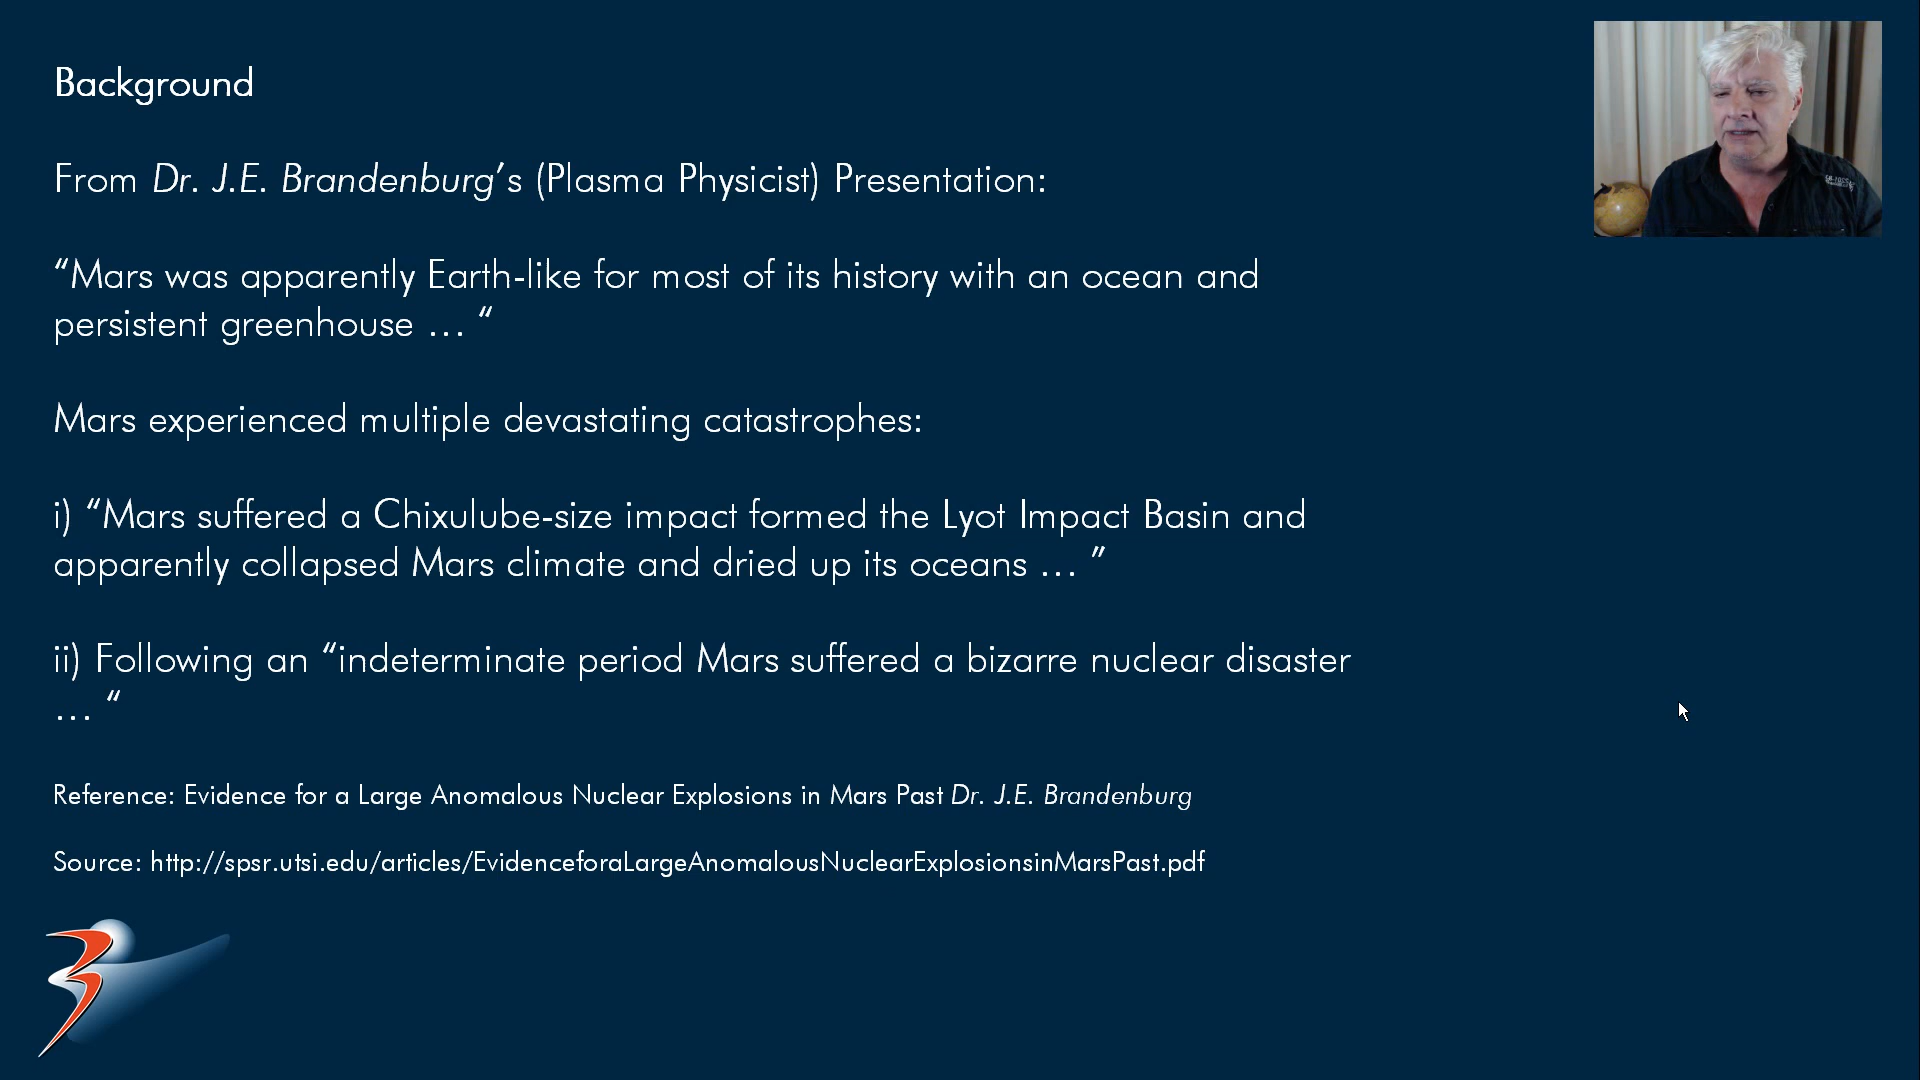 Background
From Dr. J.E. Brandenburg's (Plasma Physicist) Presentation:
“Mars was apparently Earth-like for most of its history with an ocean and
persistent greenhouse … “
Mars experienced multiple devastating catastrophes:
i) “Mars suffered a Chixulube-size impact formed the Lyot Impact Basin and
apparently collapsed Mars climate and dried up its oceans … ”
ii) Following an “indeterminate period Mars suffered a bizarre nuclear disaster
… “
Reference: Evidence for a Large Anomalous Nuclear Explosions in Mars Past Dr. J.E. Brandenburg
Source: http://spsr.utsi.edu/articles/EvidenceforaLargeAnomalousNuclearExplosionsinMarsPast.pdf